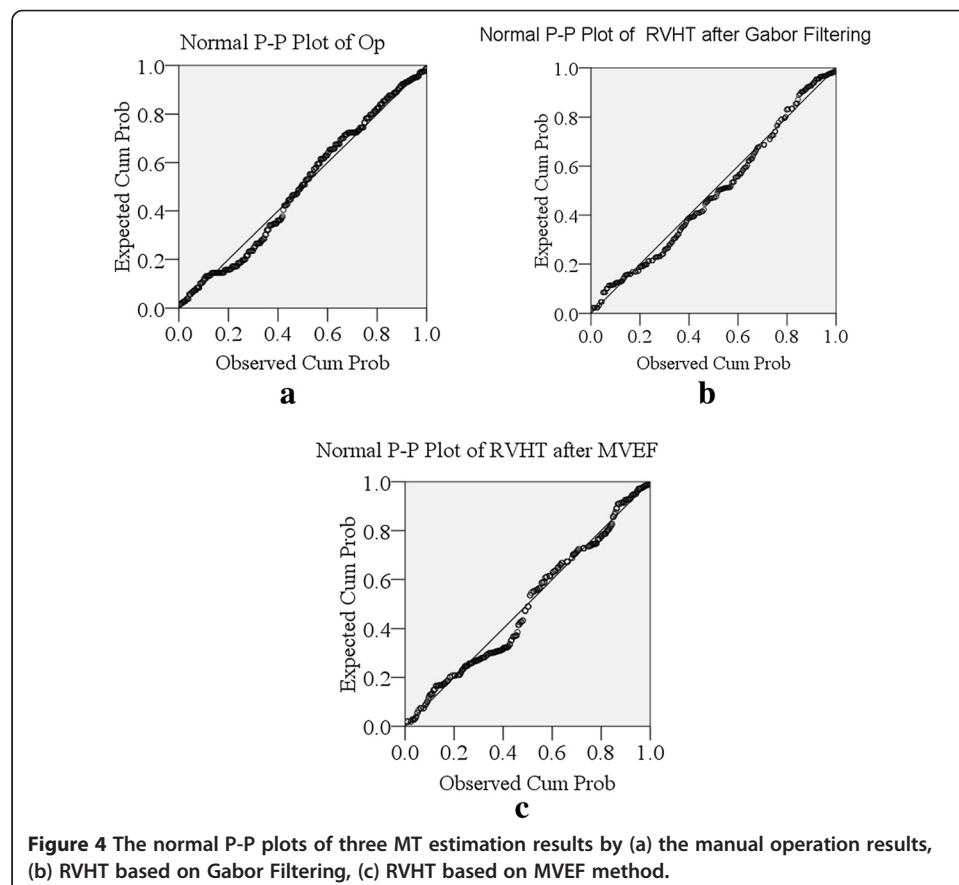 Normal P-P Plot of Op
1.0
0.8
0.6
0.4
0.2
0.0
Expected Cum Prob
0.0 0.2 0.4 0.6 0.8 1.0
Observed Cum Prob
a
Normal P-P Plot of RVHT after Gabor Filtering
1.0
0.8
0.6
0.4
0.2
0.0
Expected Cum Prob
0.0 0.2 0.4 0.6 0.8 1.0
Observed Cum Prob
b
Normal P-P Plot of RVHT after MVEF
1.0
0.8
0.6
0.4
0.2
0.0
Expected Cum Prob
0.0 0.2 0.4 0.6 0.8 1.0
Observed Cum Prob
c
Figure 4 The normal P-P plots of three MT estimation results by (a) the manual operation results,
(b) RVHT based on Gabor Filtering, (c) RVHT based on MVEF method.